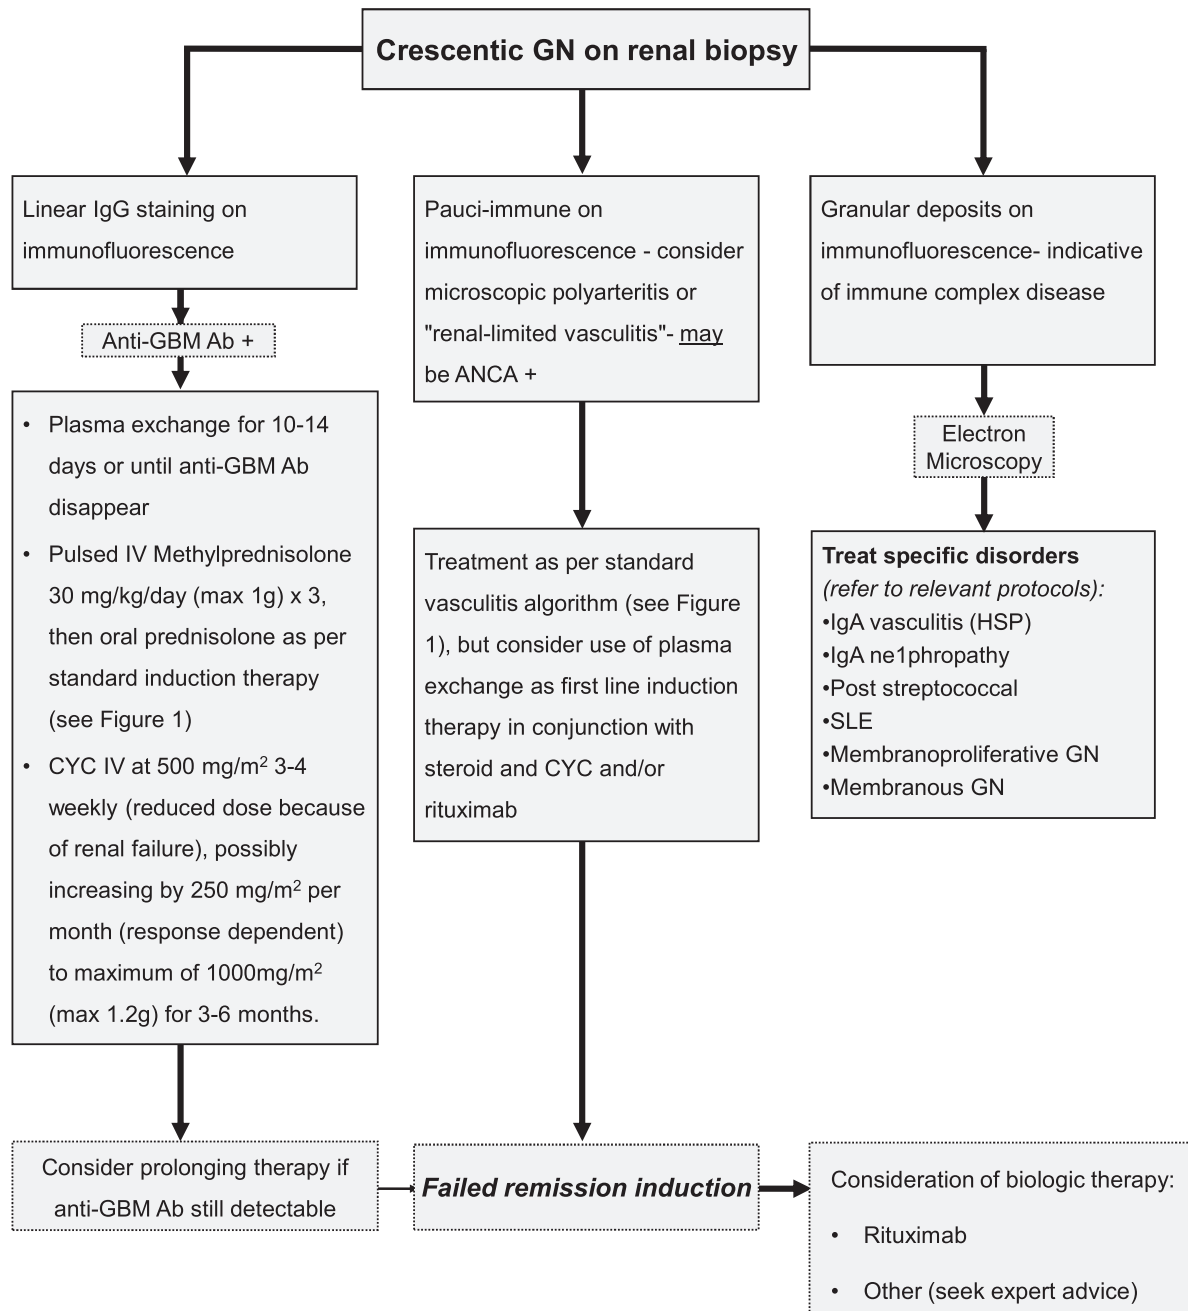 Crescentic GN on renal biopsy
Linear IgG staining on
immunofluorescence
Anti-GBM Ab +
• Plasma exchange for 10-14
days or until anti-GBM Ab
disappear
• Pulsed IV Methylprednisolone
30 mg/kg/day (max 1g) x 3,
then oral prednisolone as per
standard induction therapy
(see Figure 1)
• CYC IV at 500 mg/m² 3-4
weekly (reduced dose because
of renal failure), possibly
increasing by 250 mg/m² per
month (response dependent)
to maximum of 1000mg/m²
(max 1.2g) for 3-6 months.
Consider prolonging therapy if
anti-GBM Ab still detectable
Pauci-immune on
immunofluorescence - consider
microscopic polyarteritis or
"renal-limited vasculitis"- may
be ANCA +
Treatment as per standard
vasculitis algorithm (see Figure
1), but consider use of plasma
exchange as first line induction
therapy in conjunction with
steroid and CYC and/or
rituximab
Failed remission induction
Granular deposits on
immunofluorescence- indicative
of immune complex disease
Electron
Microscopy
Treat specific disorders
(refer to relevant protocols):
•IgA vasculitis (HSP)
•IgA ne1phropathy
•Post streptococcal
•SLE
•Membranoproliferative GN
•Membranous GN
Consideration of biologic therapy:
• Rituximab
• Other (seek expert advice)